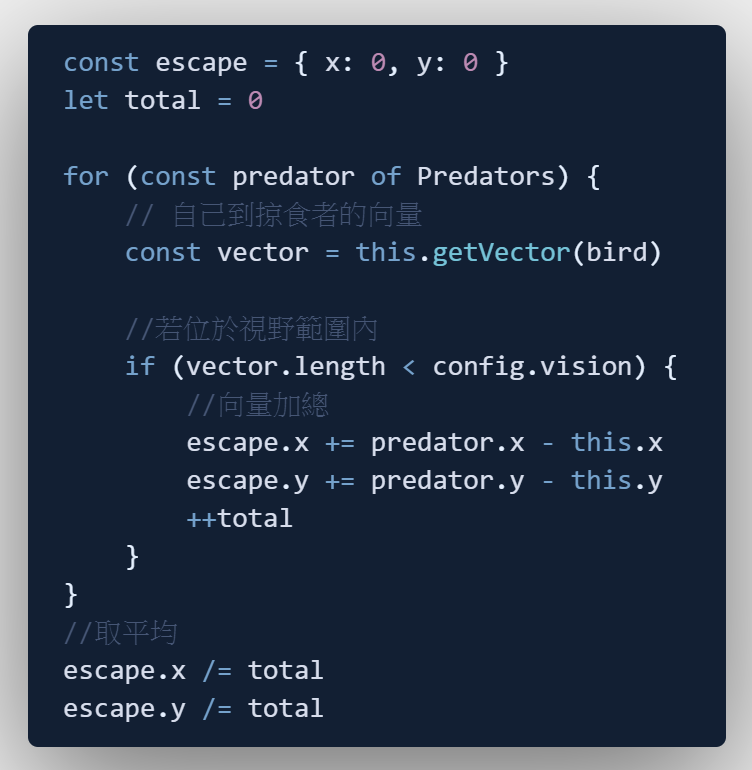 const escape = { x: 0, y: 0 }
let total = 0
for (const predator of Predators) {
// 自己到掠食者的向量
const vector = this.getVector(bird)
//若位於視野範圍內
if (vector.length < config.vision) {
//向量加總
escape.x += predator.x - this.x
escape.y += predator.y - this.y
++total
}
}
//取平均
escape.x /= total
escape.y /= total